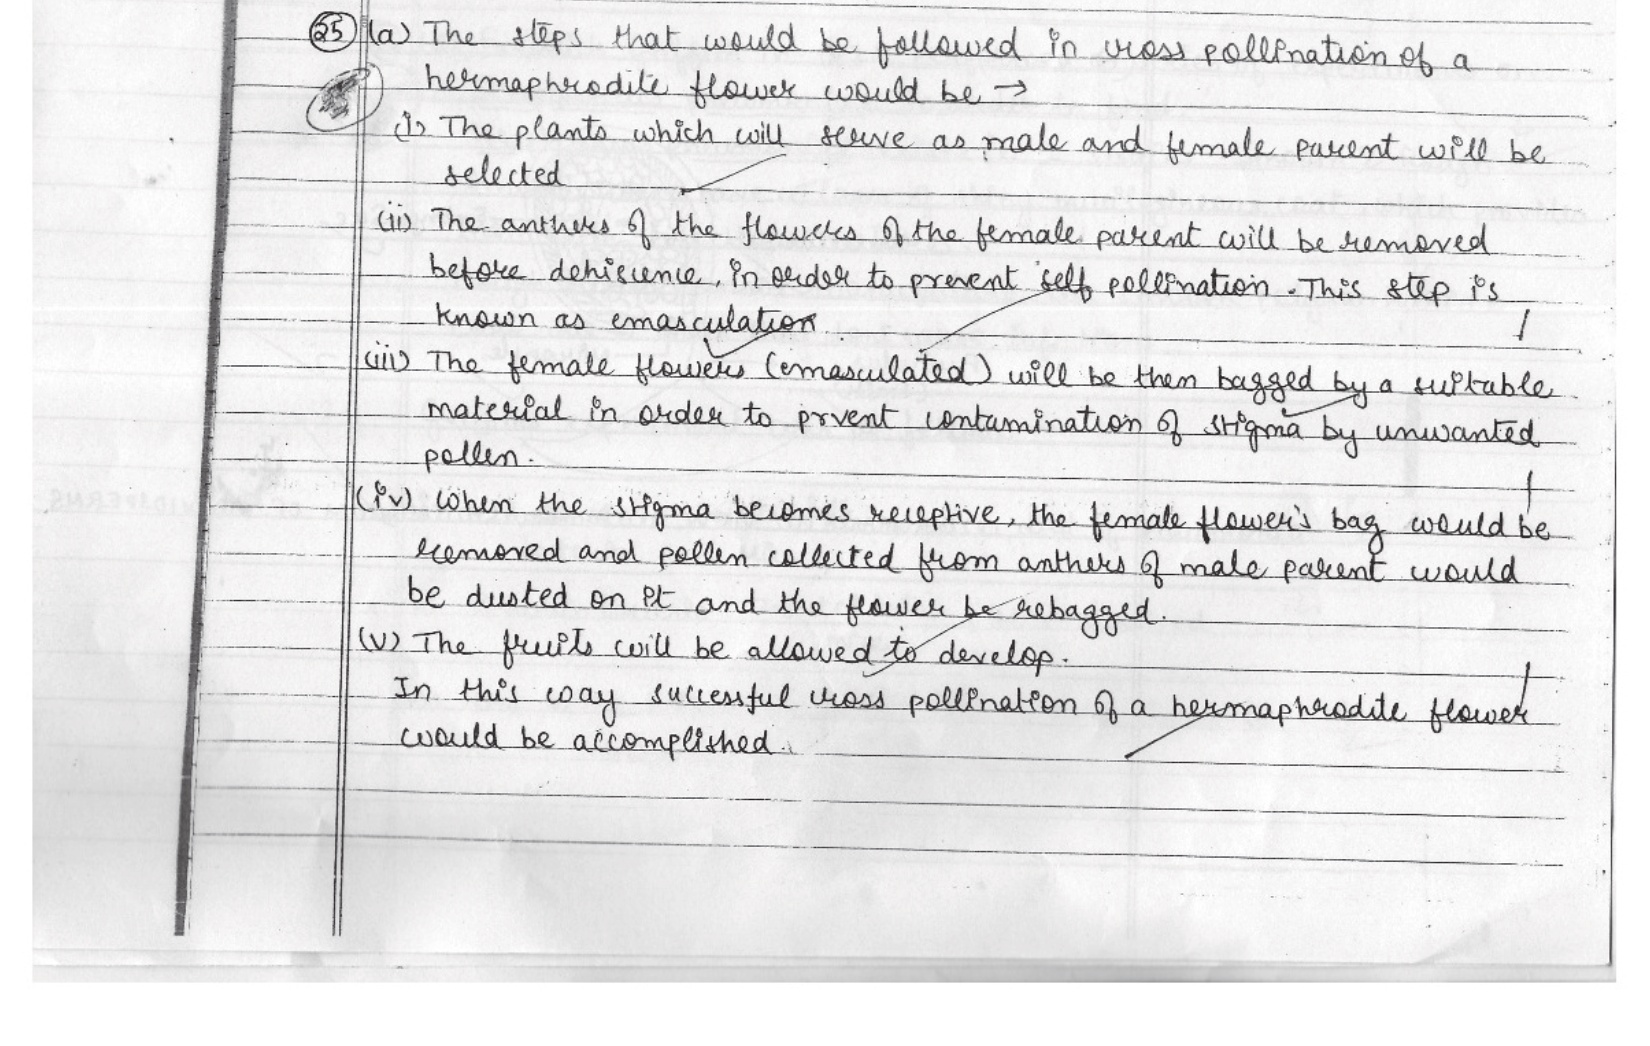 25 (a) The steps that would be followed in cross pollination of a
hermaphrodite flower would be →
(i) The plants which will serve as male and female parent will be
selected
(ii) The anthers of the flowers of the female parent will be removed
before dehiscence, in order to prevent self pollination. This step is
known as emasculation
(iii) The female flowers (emasculated) will be then bagged by a suitable
material in order to prvent contamination of stigma by unwanted
pollen.
(iv) When the stigma becomes receptive, the female flower's bag would be
removed and pollen collected from anthers of male parent would
be dusted on it and the flower be rebagged.
(v) The fruits will be allowed to develop.
In this way successful cross pollination of a hermaphrodite flower
would be accomplished.